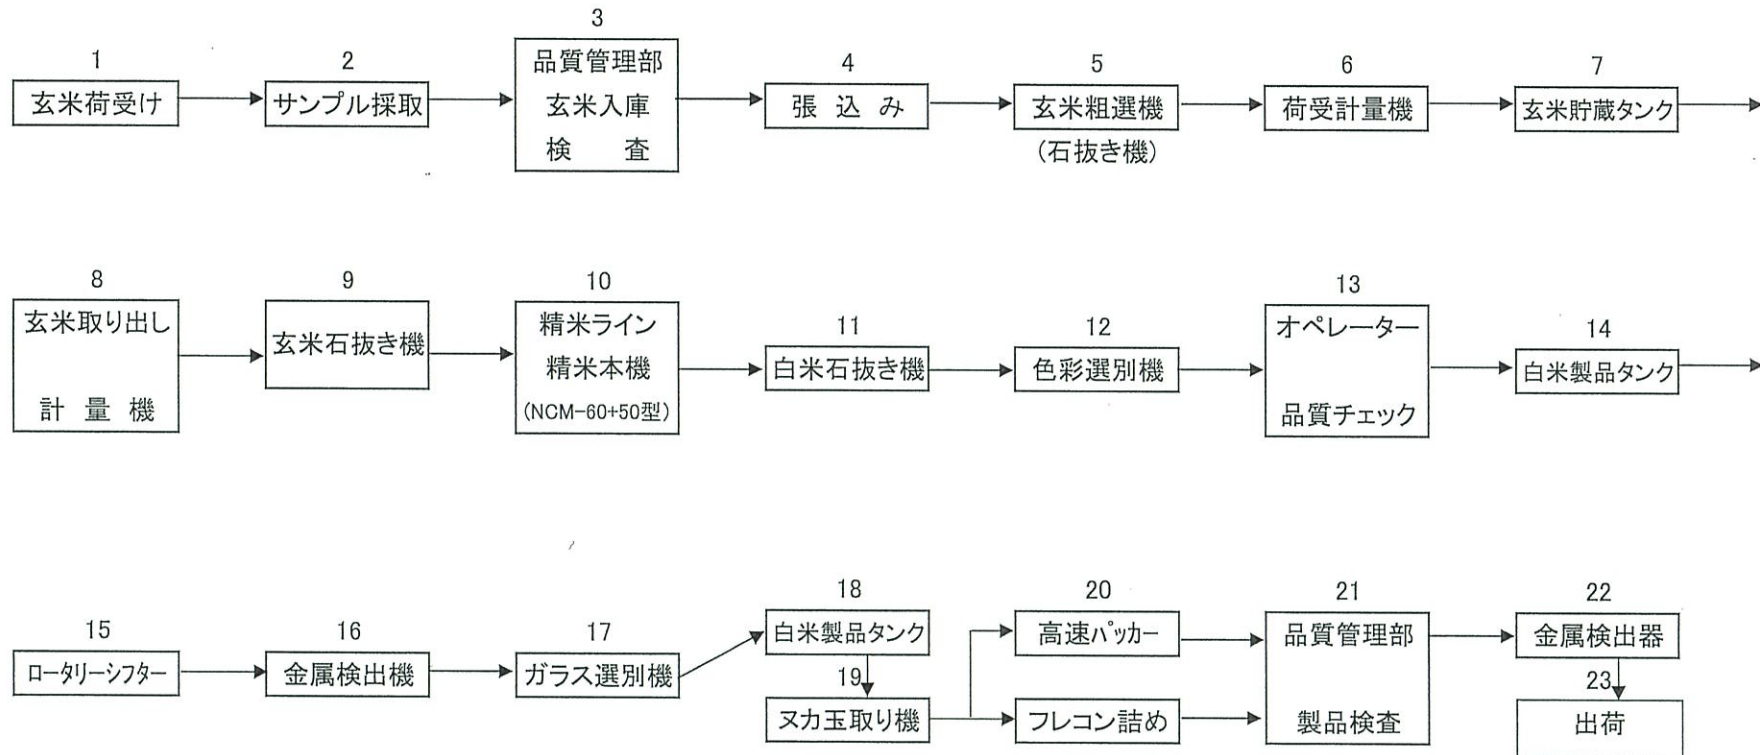 1
玄米荷受け
2
サンプル採取
3
品質管理部
玄米入庫
検　　査
4
張　込　み
5
玄米粗選機
(石抜き機)
6
荷受計量機
7
玄米貯蔵タンク
8
玄米取り出し
計　量　機
9
玄米石抜き機
10
精米ライン
精米本機
(NCM-60+50型)
11
白米石抜き機
12
色彩選別機
13
オペレーター
品質チェック
14
白米製品タンク
15
ﾛｰﾀﾘｰｼﾌﾀｰ
16
金属検出機
17
ガラス選別機
18
白米製品タンク
19
ヌカ玉取り機
20
高速ﾊﾟｯｶｰ
フレコン詰め
21
品質管理部
製品検査
22
金属検出器
23
出荷